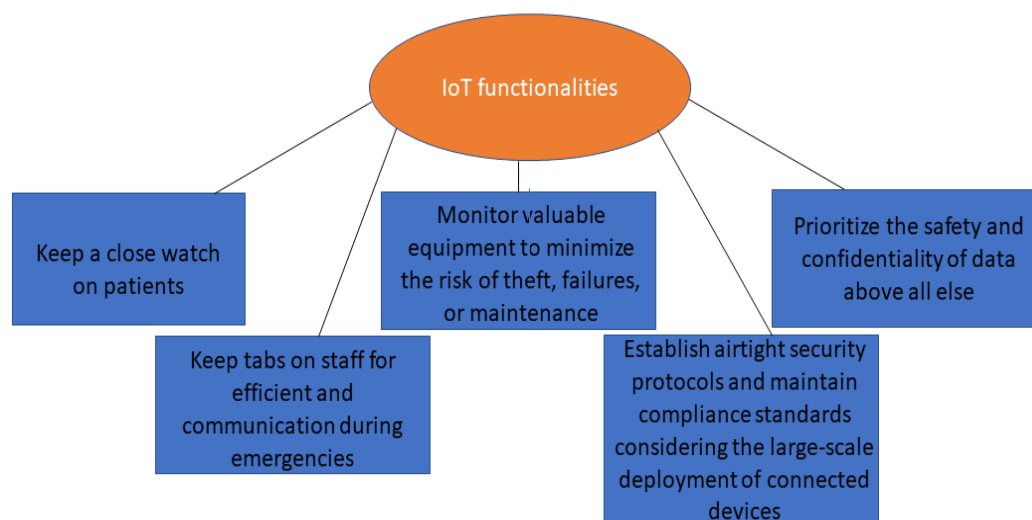 IoT functionalities
Keep a close watch
on patients
Keep tabs on staff for
efficient and
communication during
emergencies
Monitor valuable
equipment to minimize
the risk of theft, failures,
or maintenance
Establish airtight security
protocols and maintain
compliance standards
considering the large-scale
deployment of connected
devices
Prioritize the safety and
confidentiality of data
above all else